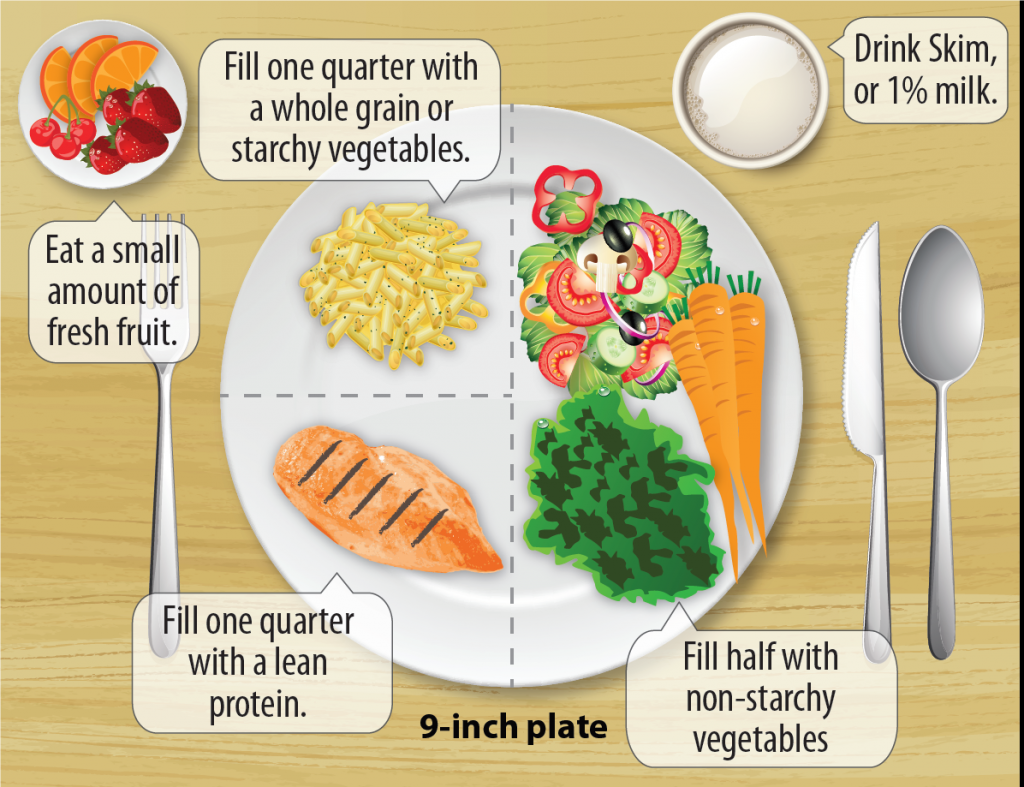 Fill one quarter with
a whole grain or
starchy vegetables.
Drink Skim,
or 1% milk.
Eat a small
amount of
fresh fruit.
Fill one quarter
with a lean
protein.
Fill half with
non-starchy
vegetables
9-inch plate